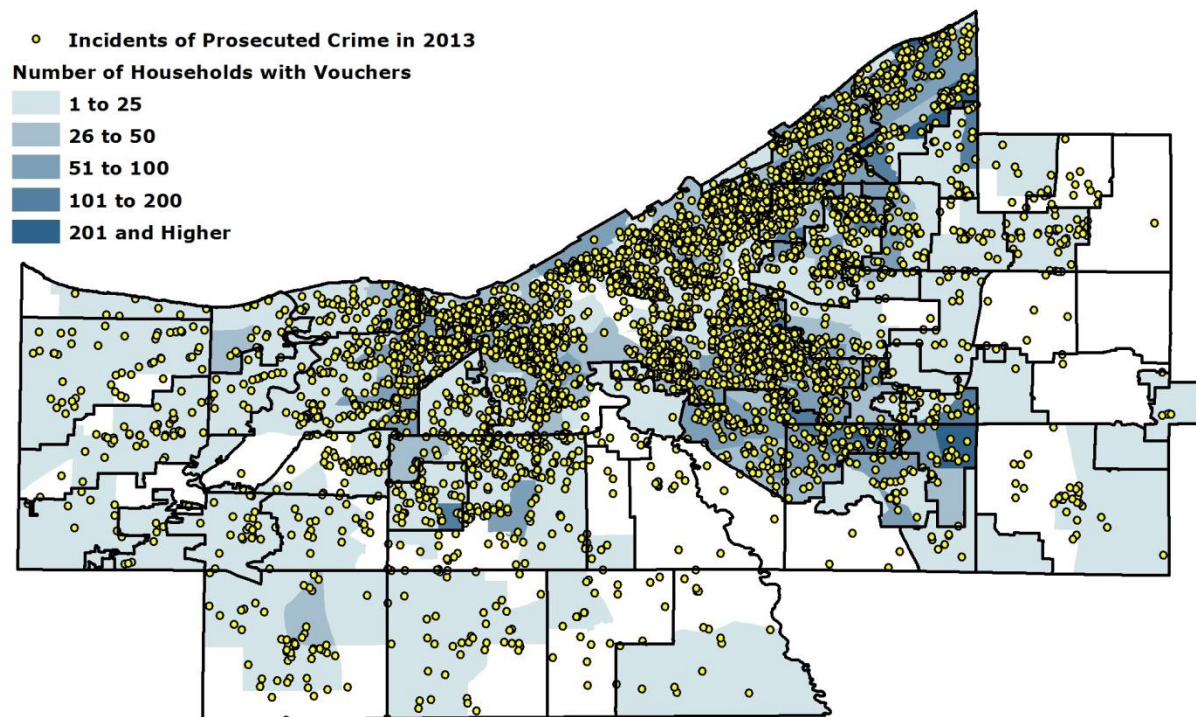 Incidents of Prosecuted Crime in 2013
Number of Households with Vouchers
1 to 25
26 to 50
51 to 100
101 to 200
201 and Higher